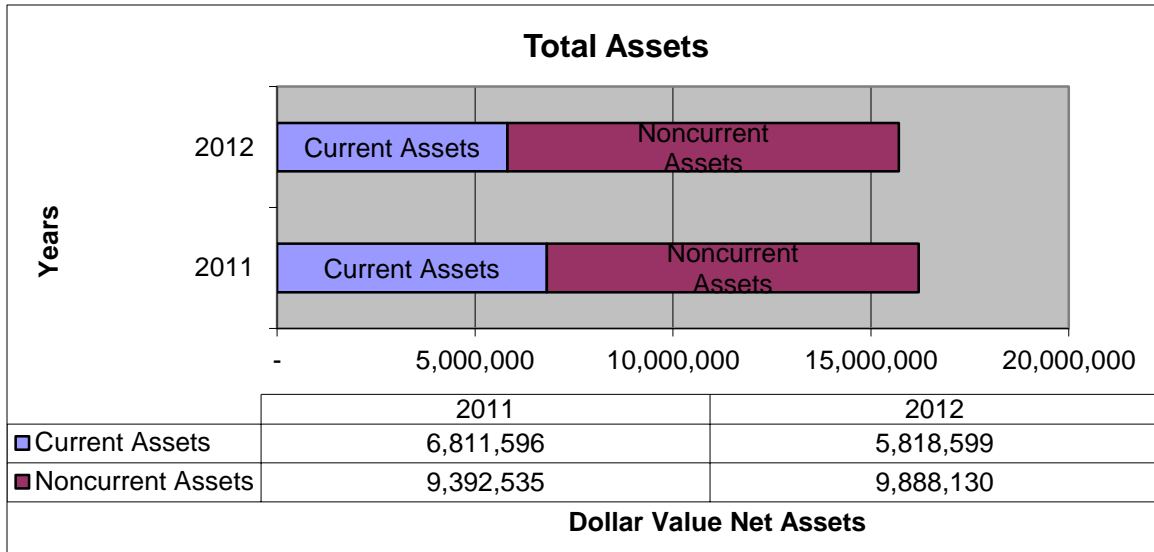 Total Assets
Years
2012
Current Assets
Noncurrent
Assets
2011
Current Assets
Noncurrent
Assets
- 5,000,000 10,000,000 15,000,000 20,000,000
2011 2012
Current Assets 6,811,596 5,818,599
Noncurrent Assets 9,392,535 9,888,130
Dollar Value Net Assets